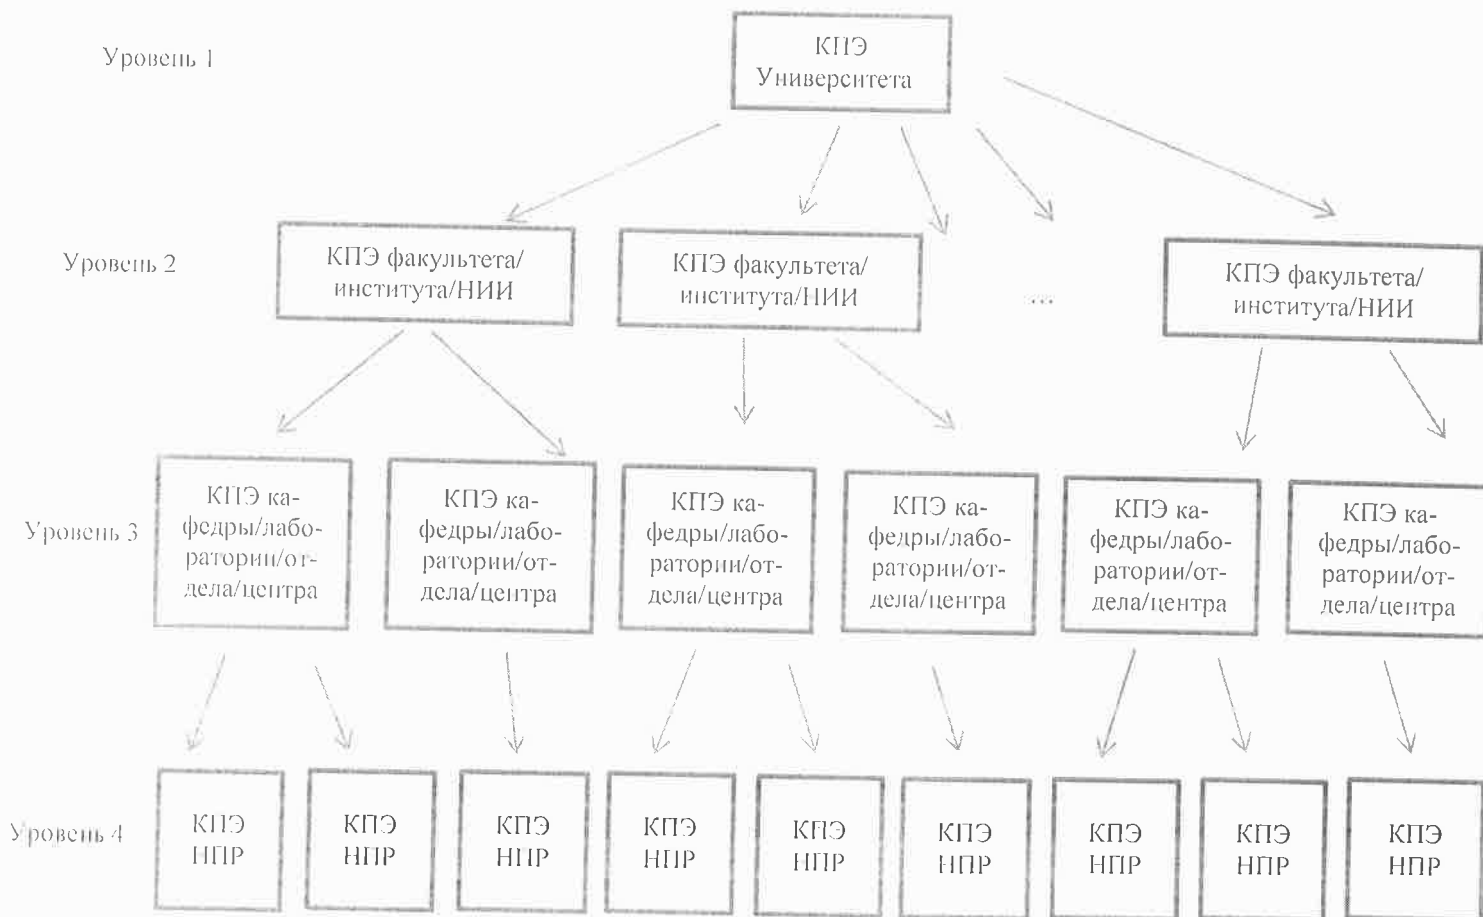 Уровень 1
КПЭ
Университета
Уровень 2
КПЭ факультета/
института/НИИ
КПЭ факультета/
института/НИИ
...
КПЭ факультета/
института/НИИ
Уровень 3
КПЭ ка-
федры/лабо-
ратории/от-
дела/центра
КПЭ ка-
федры/лабо-
ратории/от-
дела/центра
КПЭ ка-
федры/лабо-
ратории/от-
дела/центра
КПЭ ка-
федры/лабо-
ратории/от-
дела/центра
КПЭ ка-
федры/лабо-
ратории/от-
дела/центра
КПЭ ка-
федры/лабо-
ратории/от-
дела/центра
Уровень 4
КПЭ
НПР
КПЭ
НПР
КПЭ
НПР
КПЭ
НПР
КПЭ
НПР
КПЭ
НПР
КПЭ
НПР
КПЭ
НПР
КПЭ
НПР